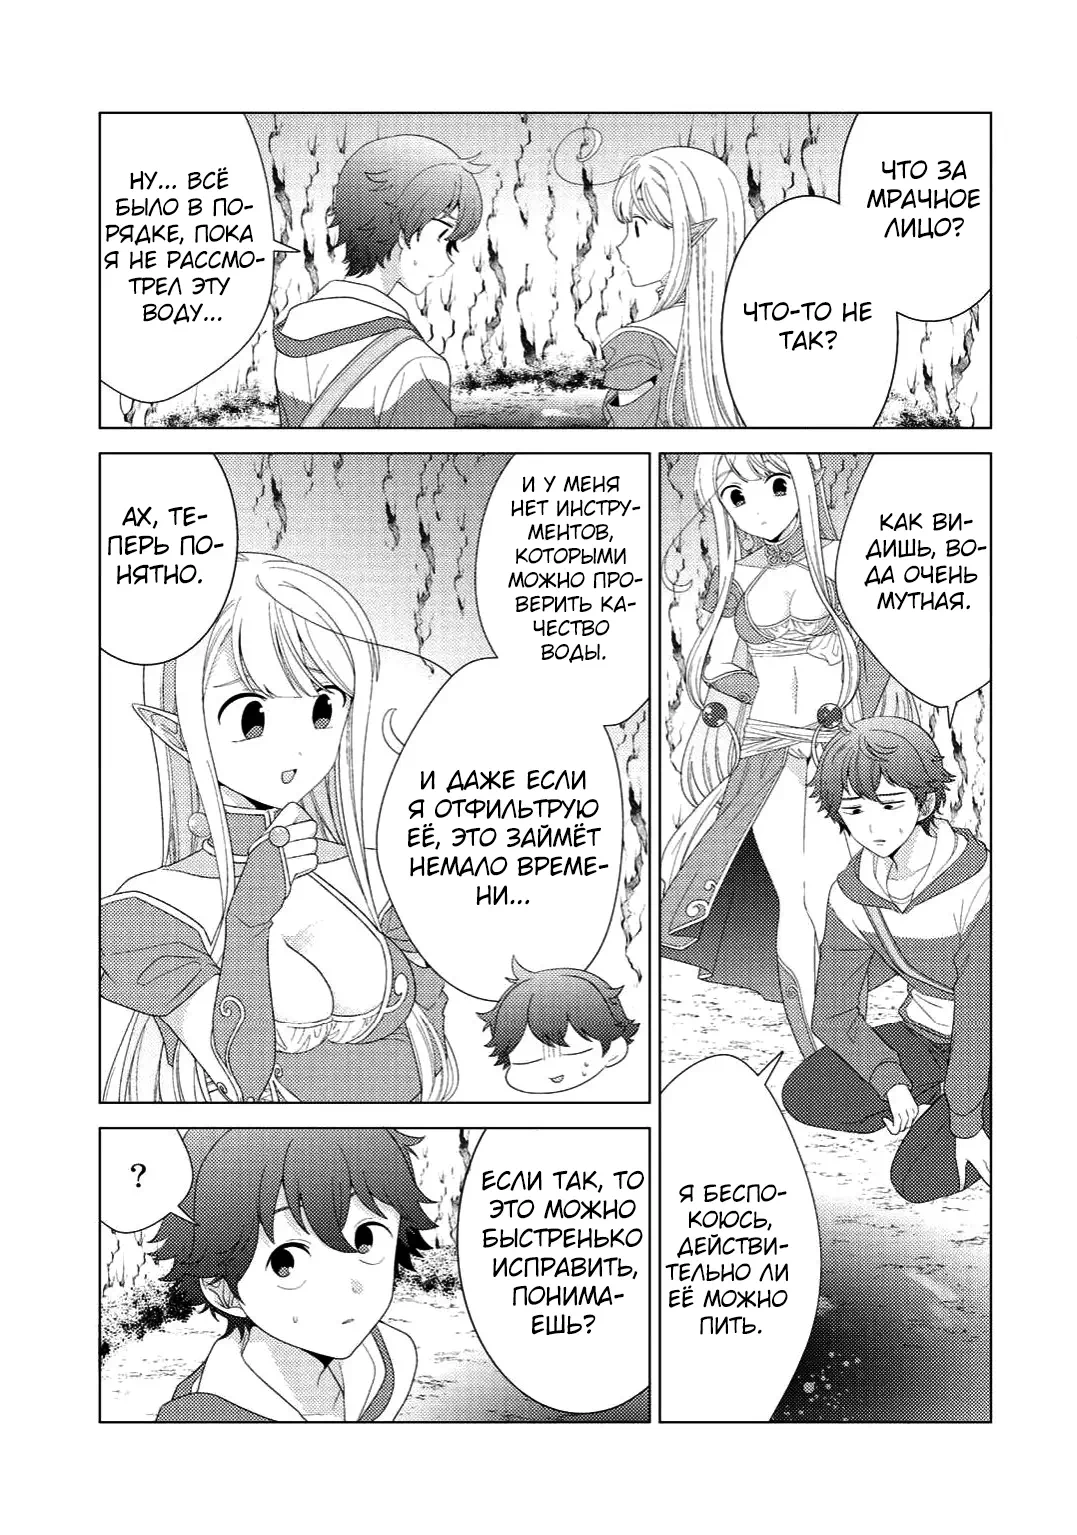 ЧТО ЗА
МРАЧНОЕ
ЛИЦО?
ЧТО-ТО НЕ
ТАК?
НУ... ВСЁ
БЫЛО В ПО-
РЯДКЕ, ПОКА
Я НЕ РАССМО-
ТРЕЛ ЭТУ
ВОДУ...
КАК ВИ-
ДИШЬ, ВО-
ДА ОЧЕНЬ
МУТНАЯ.
Я БЕСПО-
КОЮСЬ,
ДЕЙСТВИ-
ТЕЛЬНО ЛИ
ЕЁ МОЖНО
ПИТЬ.
И У МЕНЯ
НЕТ ИНСТРУ-
МЕНТОВ,
КОТОРЫМИ
МОЖНО ПРО-
ВЕРИТЬ КА-
ЧЕСТВО
ВОДЫ.
И ДАЖЕ ЕСЛИ
Я ОТФИЛЬТРУЮ
ЕЁ, ЭТО ЗАЙМЁТ
НЕМАЛО ВРЕМЕ-
НИ...
АХ, ТЕ-
ПЕРЬ ПО-
НЯТНО.
ЕСЛИ ТАК, ТО
ЭТО МОЖНО
БЫСТРЕНЬКО
ИСПРАВИТЬ,
ПОНИМА-
ЕШЬ?
?